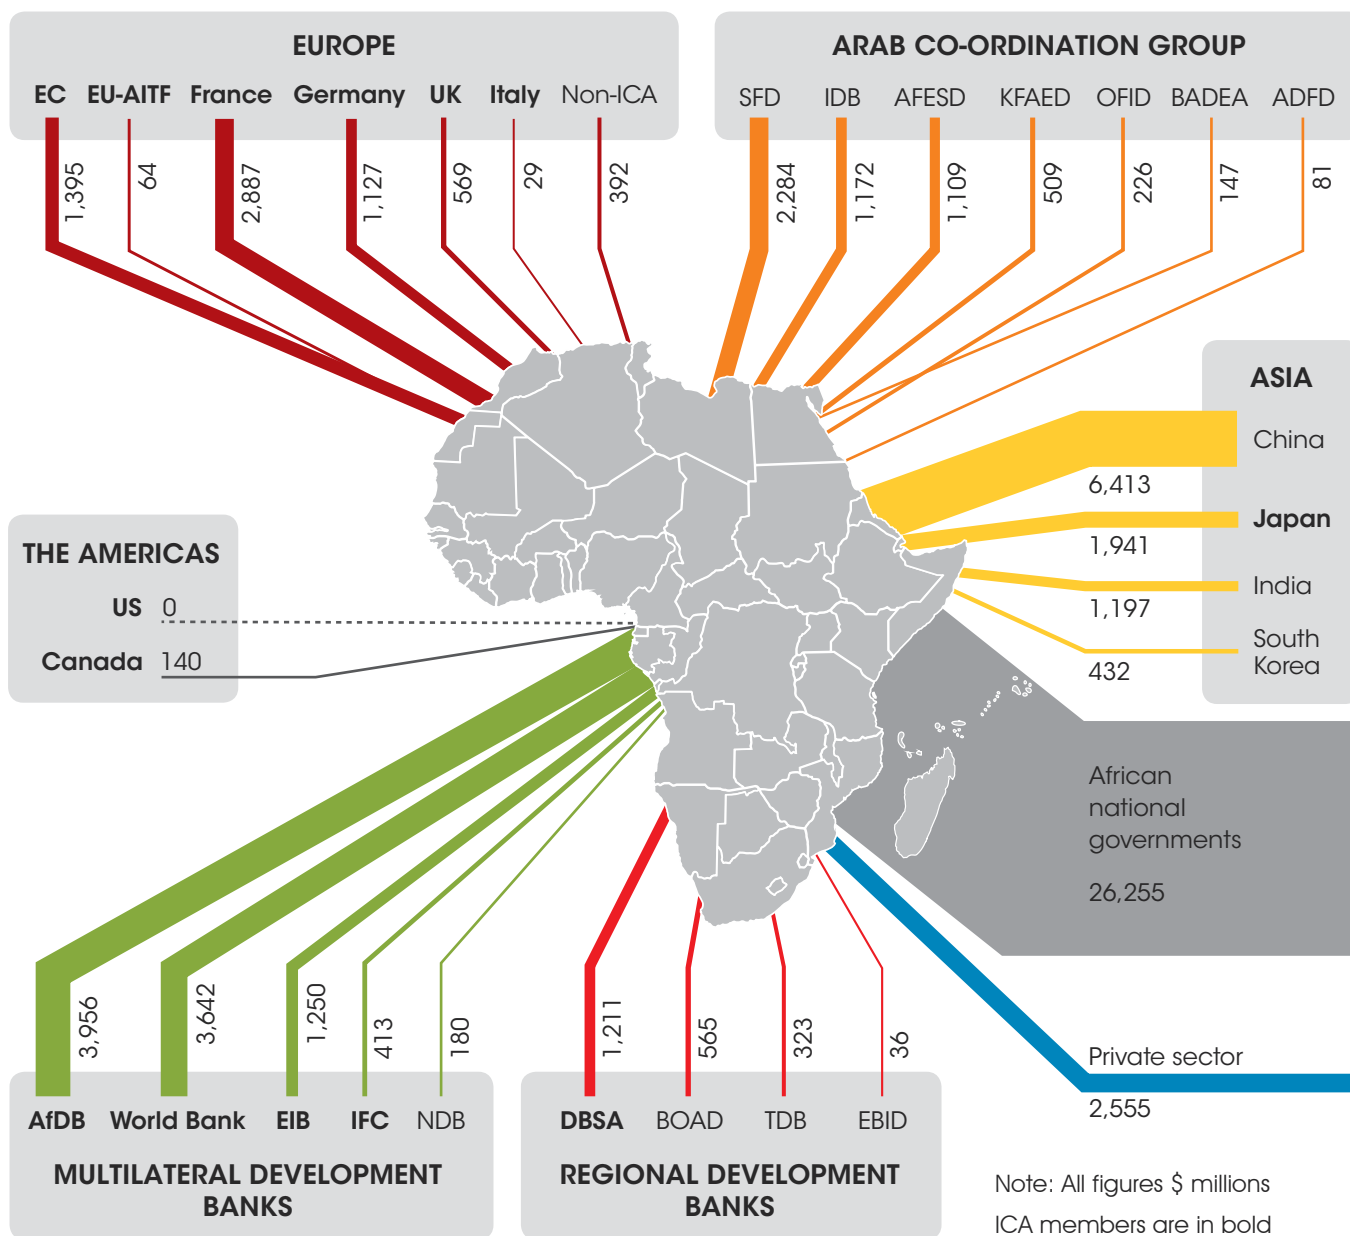 EUROPE
EC EU-AITF France Germany UK Italy Non-ICA
1,395 64 2,887 1,127 569 29 392
ARAB CO-ORDINATION GROUP
SFD IDB AFESD KFAED OFID BADEA ADFD
2,284 1,172 1,109 509 226 147 81
ASIA
China
6,413
Japan
1,941
India
1,197
South
Korea
432
THE AMERICAS
US 0
Canada 140
African
national
governments
26,255
Private sector
2,555
3,956 3,642 1,250 413 180
AfDB World Bank EIB IFC NDB
MULTILATERAL DEVELOPMENT
BANKS
1,211 565 323 36
DBSA BOAD TDB EBID
REGIONAL DEVELOPMENT
BANKS
Note: All figures $ millions
ICA members are in bold